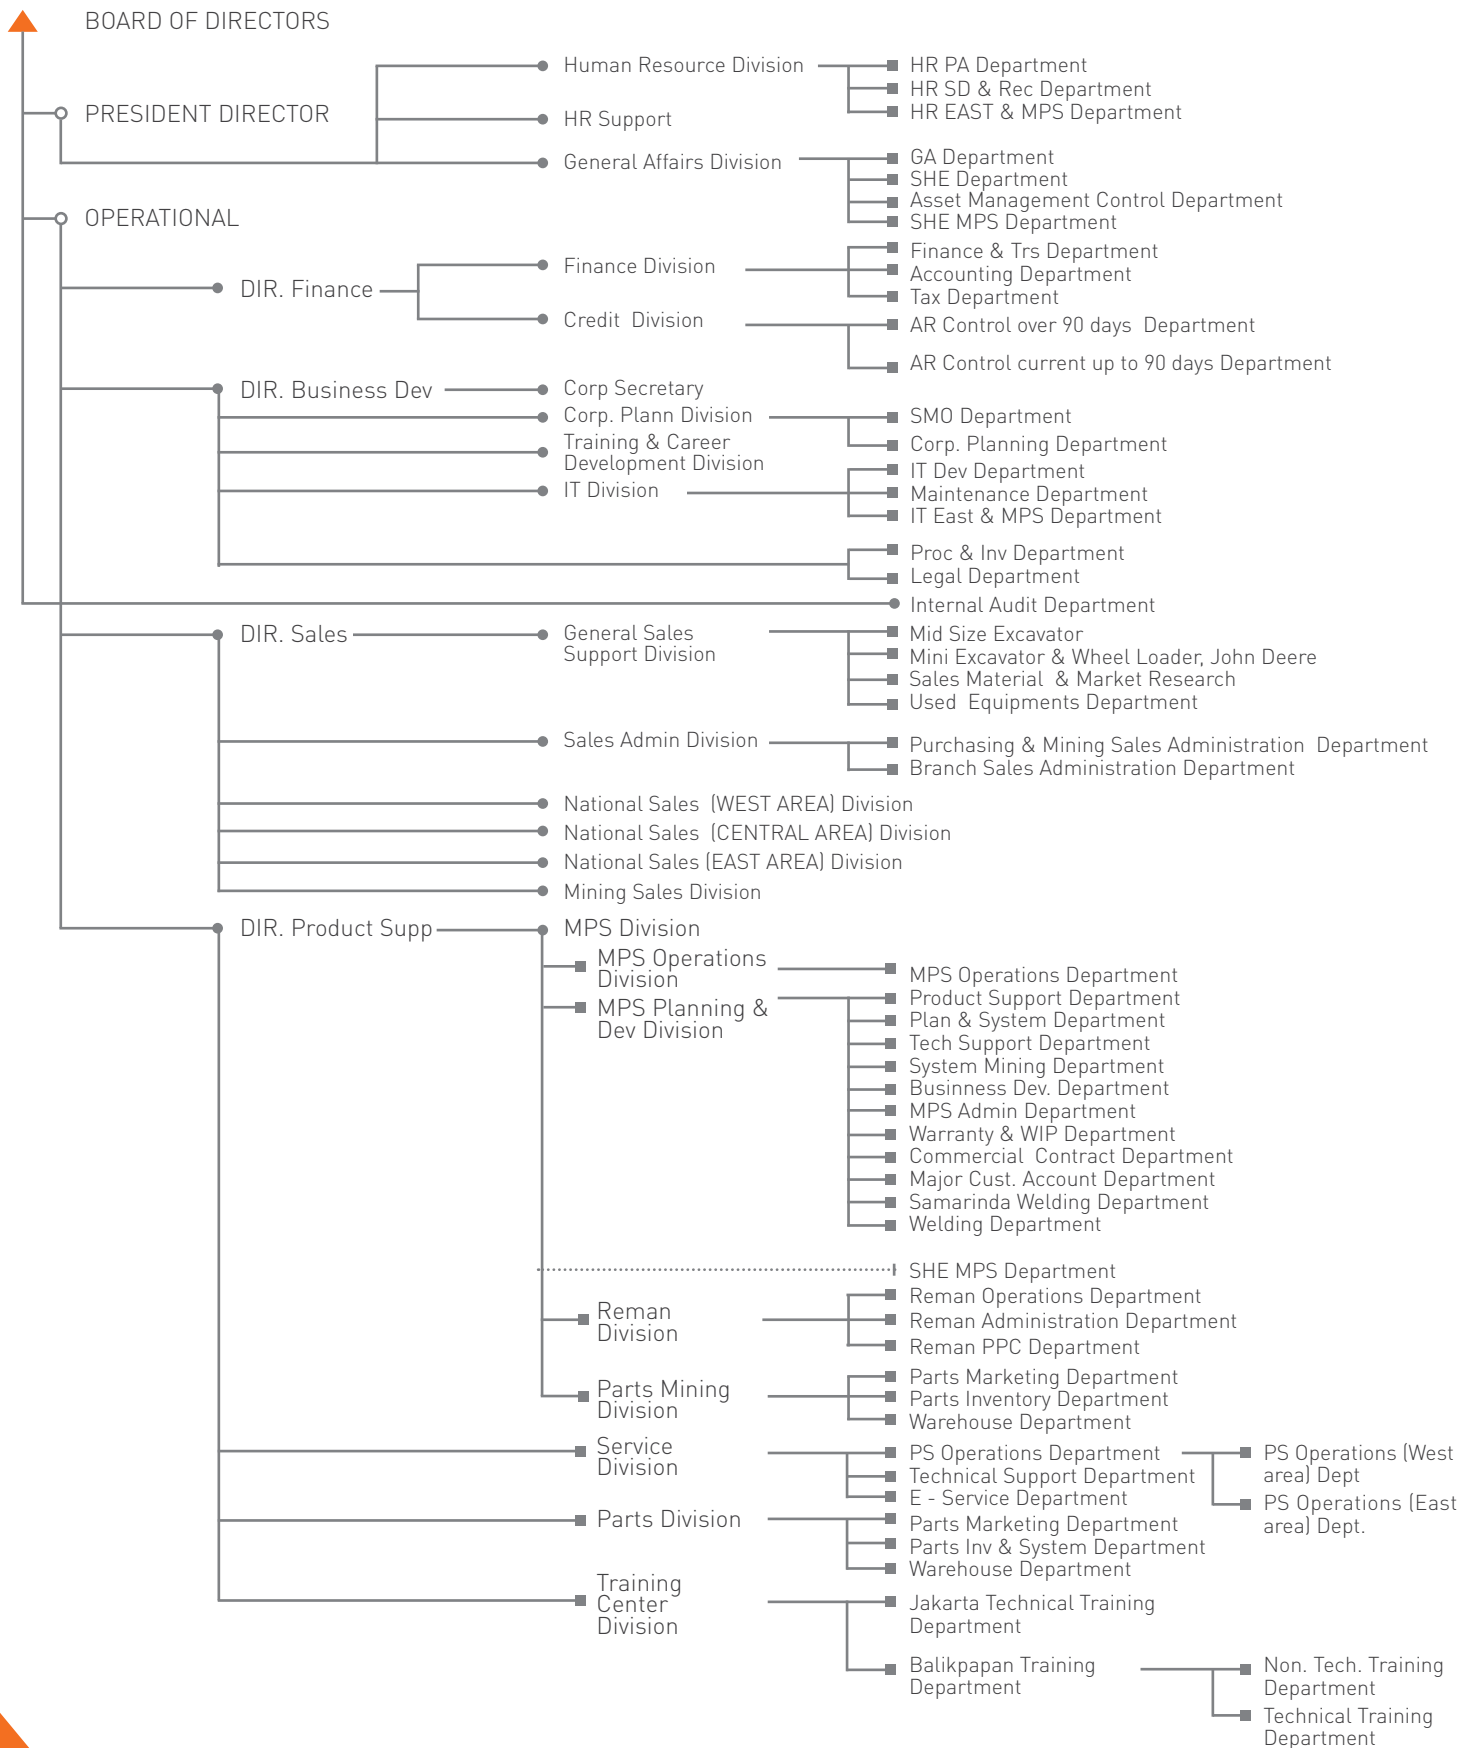 BOARD OF DIRECTORS
Human Resource Division
HR PA Department
HR SD & Rec Department
HR EAST & MPS Department
PRESIDENT DIRECTOR
HR Support
General Affairs Division
GA Department
SHE Department
Asset Management Control Department
SHE MPS Department
OPERATIONAL
DIR. Finance
Finance Division
Finance & Trs Department
Accounting Department
Tax Department
Credit Division
AR Control over 90 days Department
AR Control current up to 90 days Department
DIR. Business Dev
Corp Secretary
Corp. Plann Division
SMO Department
Corp. Planning Department
Training & Career
Development Division
IT Division
IT Dev Department
Maintenance Department
IT East & MPS Department
Proc & Inv Department
Legal Department
Internal Audit Department
DIR. Sales
General Sales
Support Division
Mid Size Excavator
Mini Excavator & Wheel Loader, John Deere
Sales Material & Market Research
Used Equipments Department
Sales Admin Division
Purchasing & Mining Sales Administration Department
Branch Sales Administration Department
National Sales (WEST AREA) Division
National Sales (CENTRAL AREA) Division
National Sales (EAST AREA) Division
Mining Sales Division
DIR. Product Supp
MPS Division
MPS Operations
Division
MPS Operations Department
MPS Planning &
Dev Division
Product Support Department
Plan & System Department
Tech Support Department
System Mining Department
Businness Dev. Department
MPS Admin Department
Warranty & WIP Department
Commercial Contract Department
Major Cust. Account Department
Samarinda Welding Department
Welding Department
SHE MPS Department
Reman
Division
Reman Operations Department
Reman Administration Department
Reman PPC Department
Parts Mining
Division
Parts Marketing Department
Parts Inventory Department
Warehouse Department
Service
Division
PS Operations Department
Technical Support Department
E - Service Department
PS Operations (West
area) Dept
PS Operations (East
area) Dept.
Parts Division
Parts Marketing Department
Parts Inv & System Department
Warehouse Department
Training
Center
Division
Jakarta Technical Training
Department
Balikpapan Training
Department
Non. Tech. Training
Department
Technical Training
Department